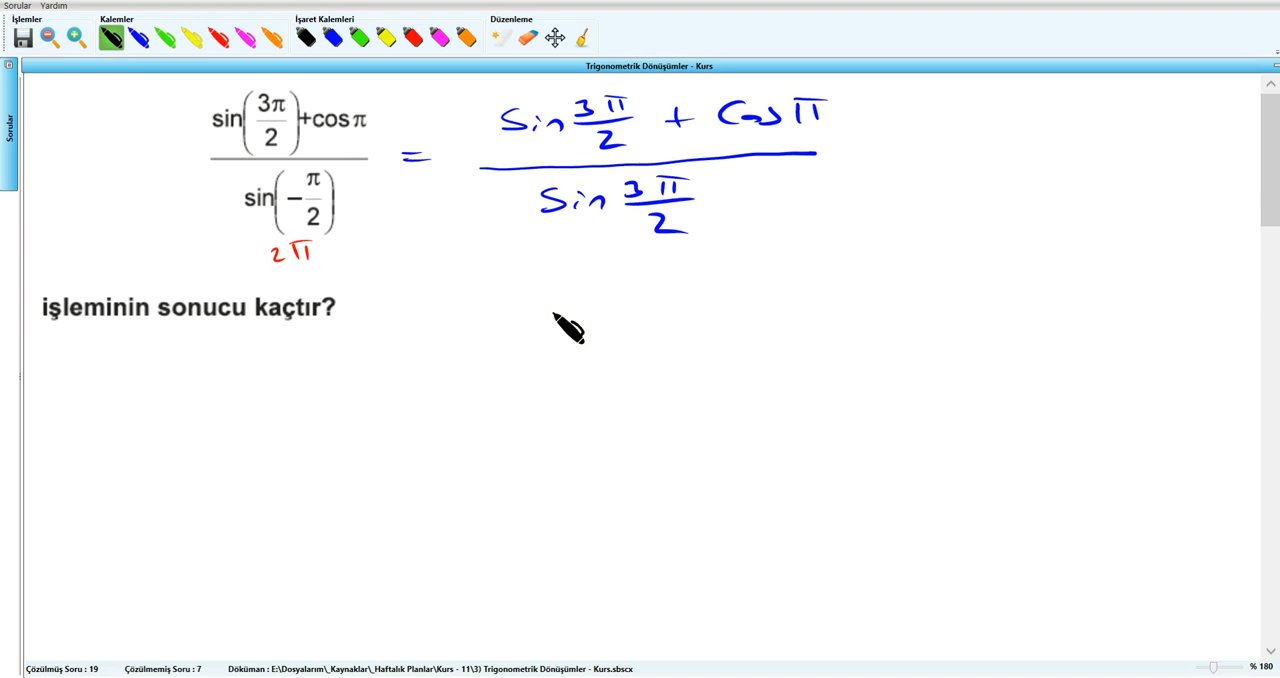 Sorular Yardım
İşlemler Kalemler İşaret Kalemleri Düzenleme
Trigonometrik Dönüşümler - Kurs
Sorular
sin(3π/2)+cosπ / sin(-π/2) = Sin 3π/2 + Cos π / Sin 3π/2
2π
işleminin sonucu kaçtır?
Çözülmüş Soru : 19 Çözülmemiş Soru : 7 Döküman : E:\Dosyalarım\_Kaynaklar\_Haftalık Planlar\Kurs - 11\3) Trigonometrik Dönüşümler - Kurs.sbscx % 180